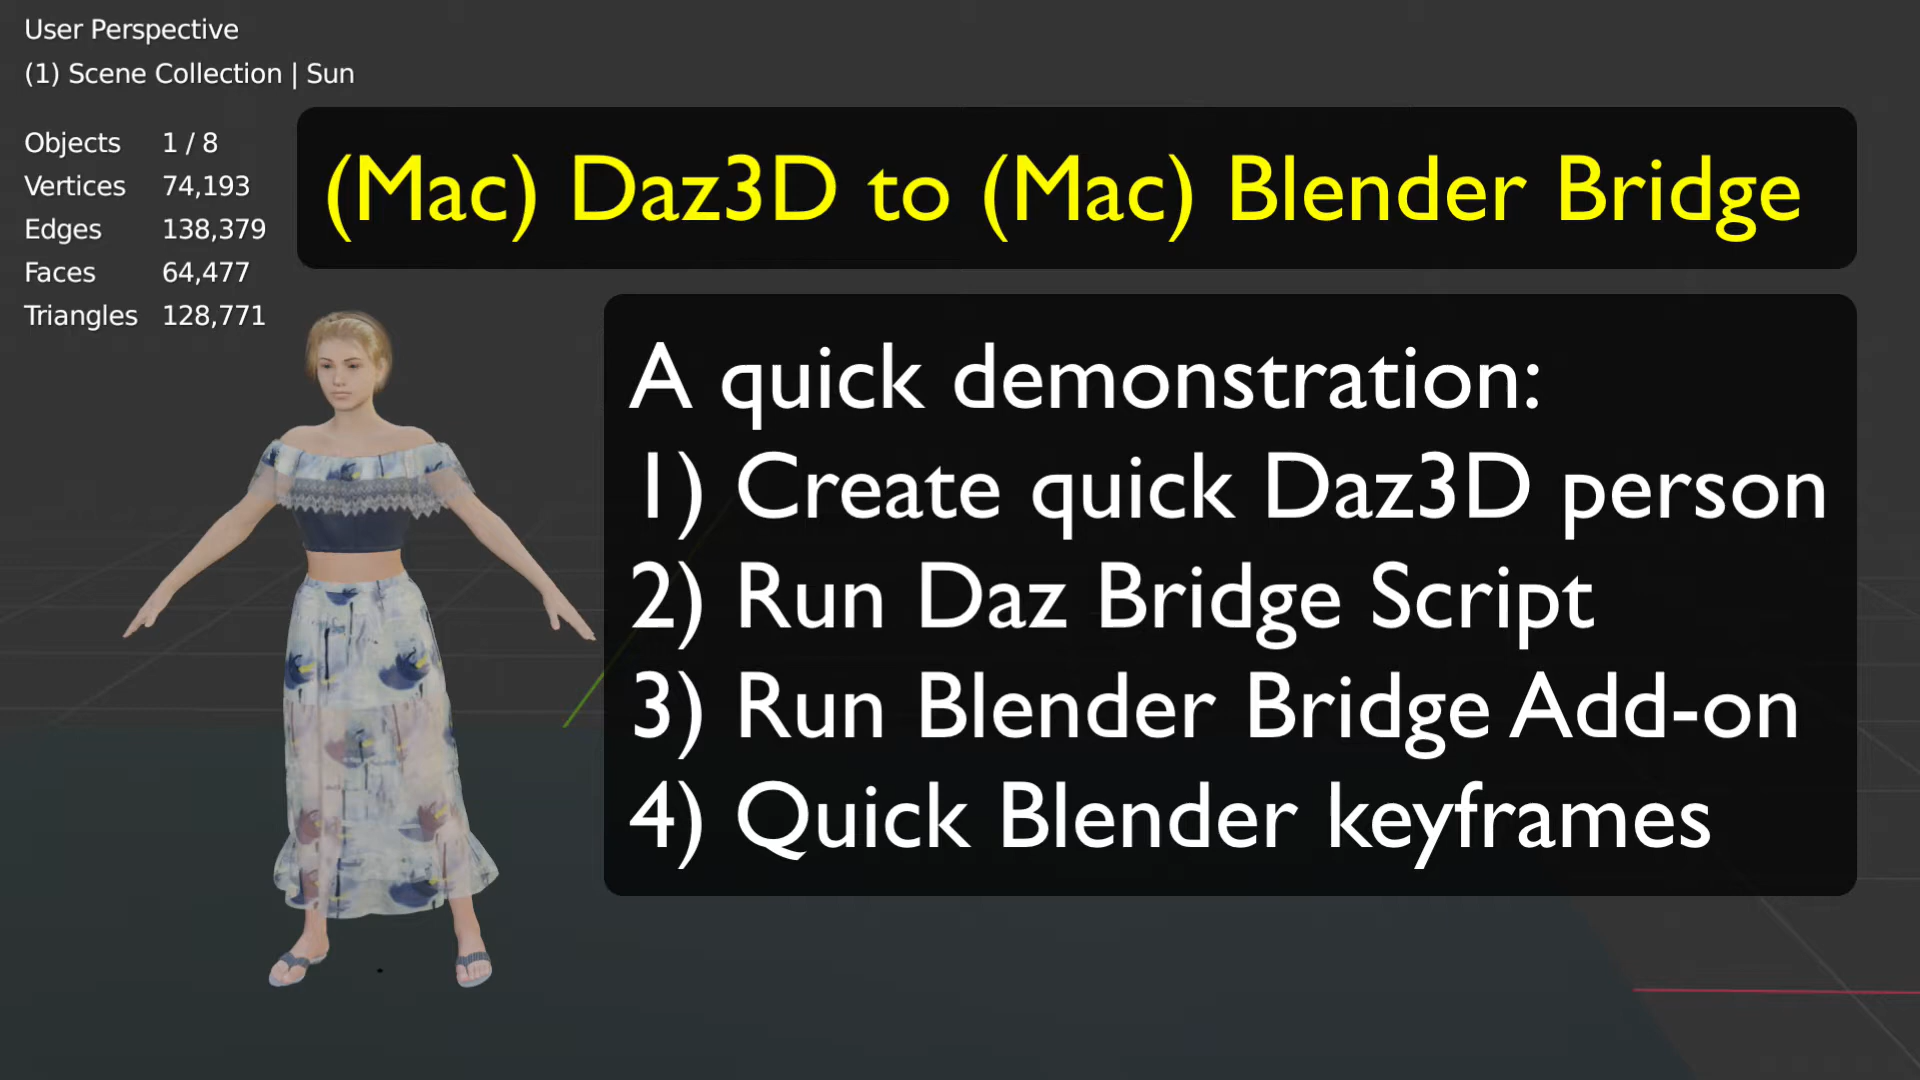 User Perspective
(1) Scene Collection | Sun
Objects 1 / 8
Vertices 74,193
Edges 138,379
Faces 64,477
Triangles 128,771
(Mac) Daz3D to (Mac) Blender Bridge
A quick demonstration:
1) Create quick Daz3D person
2) Run Daz Bridge Script
3) Run Blender Bridge Add-on
4) Quick Blender keyframes